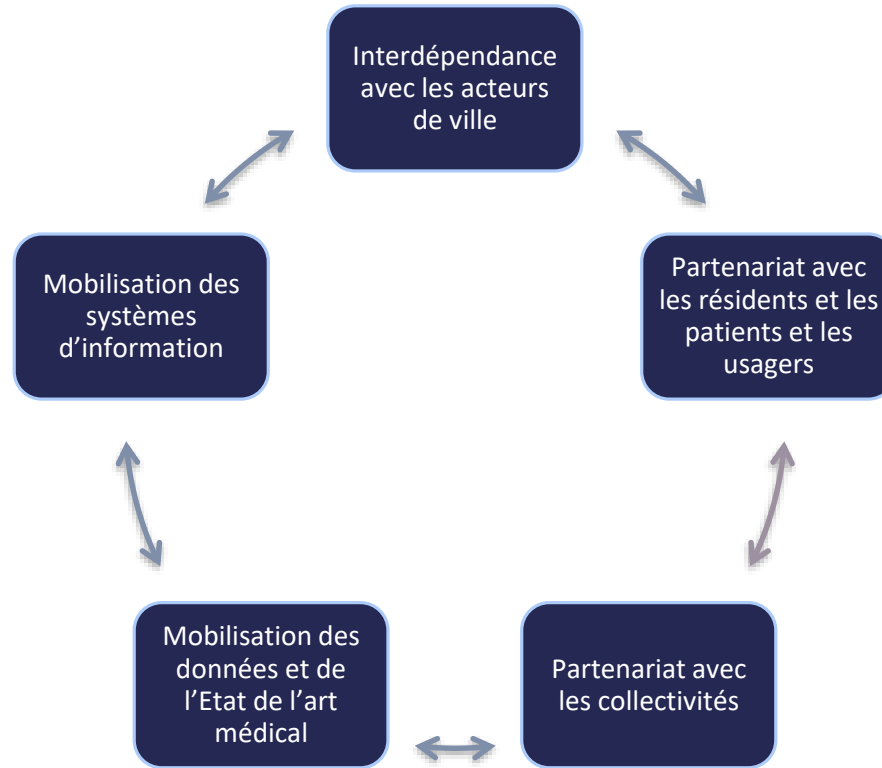 Interdépendance
avec les acteurs
de ville
Partenariat avec
les résidents et les
patients et les
usagers
Partenariat avec
les collectivités
Mobilisation des
données et de
l’Etat de l’art
médical
Mobilisation des
systèmes
d’information